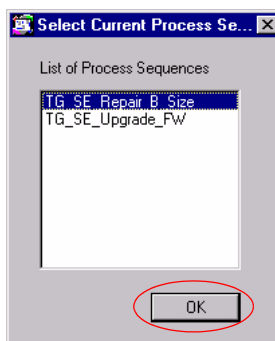 Select Current Process Se...
List of Process Sequences
TG_SE_Repair_B_Size
TG_SE_Upgrade_FW
OK